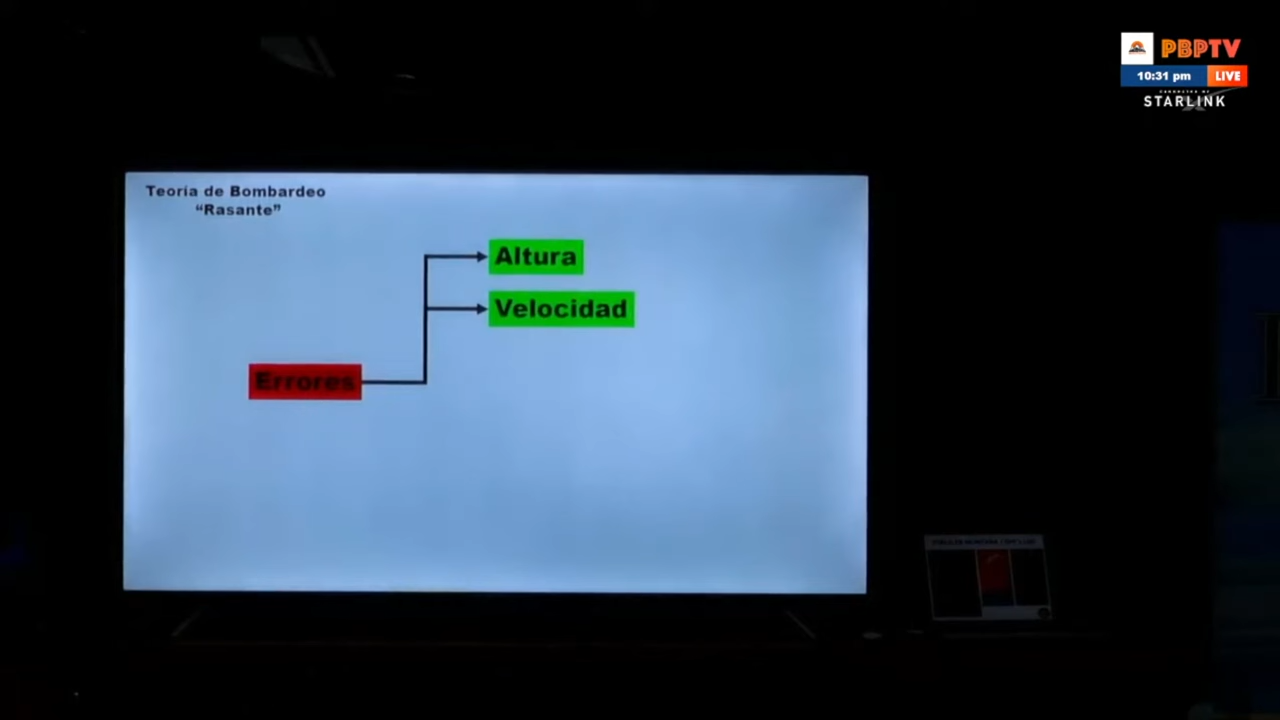 PBPTV
10:31 pm LIVE
STARLINK
Teoría de Bombardeo
“Rasante”
Altura
Velocidad
Errores